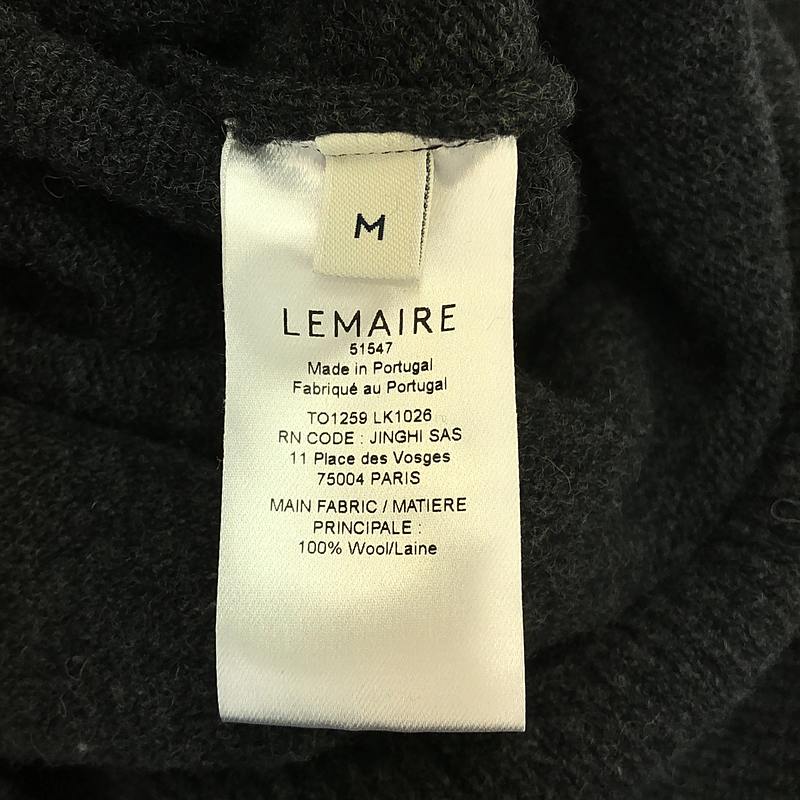 M
LEMAIRE
51547
Made in Portugal
Fabriqué au Portugal
TO1259 LK1026
RN CODE : JINGHI SAS
11 Place des Vosges
75004 PARIS
MAIN FABRIC / MATIERE
PRINCIPALE :
100% Wool/Laine